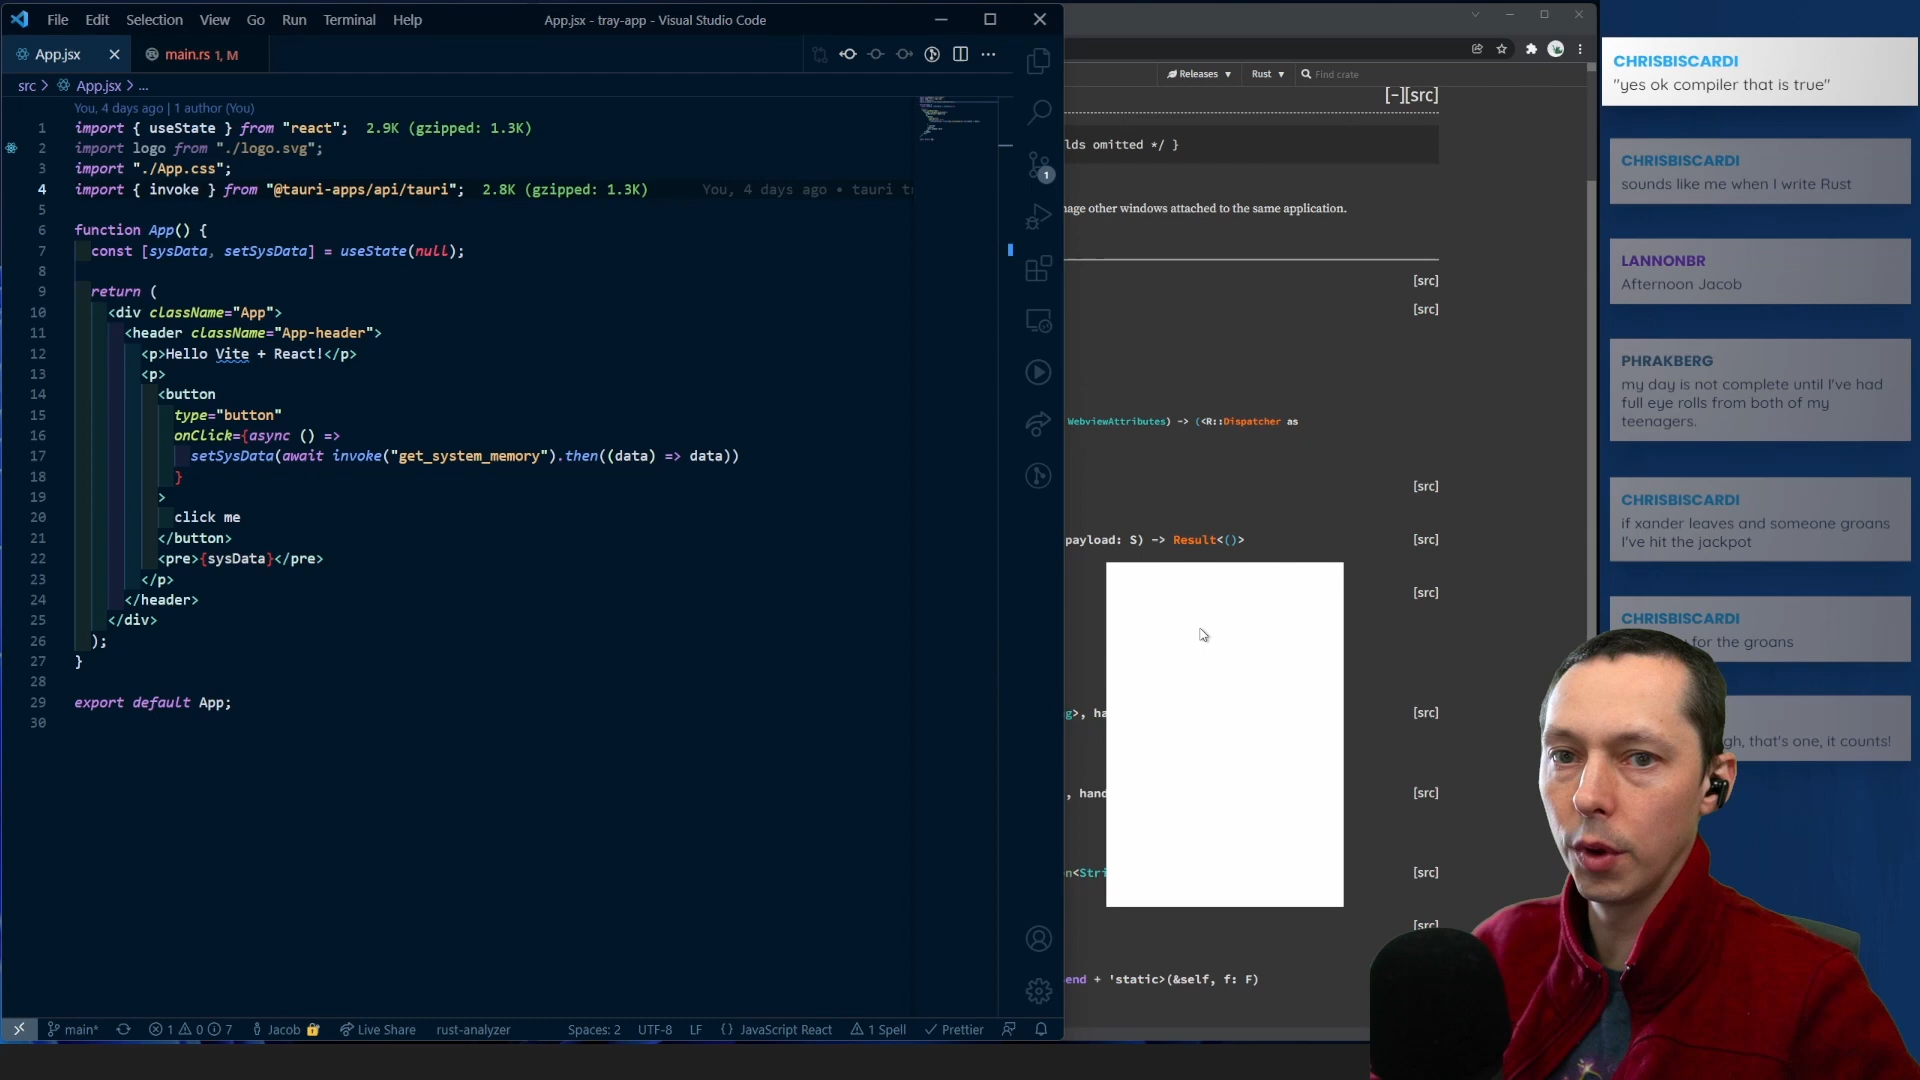 File Edit Selection View Go Run Terminal Help
App.jsx - tray-app - Visual Studio Code
App.jsx
main.rs 1, M
src > App.jsx > ...
You, 4 days ago | 1 author (You)
1 import { useState } from "react"; 2.9K (gzipped: 1.3K)
2 import logo from "./logo.svg";
3 import "./App.css";
4 import { invoke } from "@tauri-apps/api/tauri"; 2.8K (gzipped: 1.3K) You, 4 days ago • tauri
5
6 function App() {
7 const [sysData, setSysData] = useState(null);
8
9 return (
10 <div className="App">
11 <header className="App-header">
12 <p>Hello Vite + React!</p>
13 <p>
14 <button
15 type="button"
16 onClick={async () =>
17 setSysData(await invoke("get_system_memory").then((data) => data))
18 }
19 >
20 click me
21 </button>
22 <pre>{sysData}</pre>
23 </p>
24 </header>
25 </div>
26 );
27 }
28
29 export default App;
30
1
main* 1 0 7 Jacob Live Share rust-analyzer Spaces: 2 UTF-8 LF {} JavaScript React 1 Spell Prettier
Releases Rust Find crate
[-][src]
lds omitted */ }
nage other windows attached to the same application.
[src]
[src]
WebviewAttributes) -> (<R::Dispatcher as
[src]
payload: S) -> Result<()> [src]
[src]
g>, ha [src]
, hand [src]
n<Stri [src]
[src]
end + 'static>(&self, f: F)
CHRISBISCARDI
"yes ok compiler that is true"
CHRISBISCARDI
sounds like me when I write Rust
LANNONBR
Afternoon Jacob
PHRAKBERG
my day is not complete until I've had
full eye rolls from both of my
teenagers.
CHRISBISCARDI
if xander leaves and someone groans
I've hit the jackpot
CHRISBISCARDI
for the groans
gh, that's one, it counts!